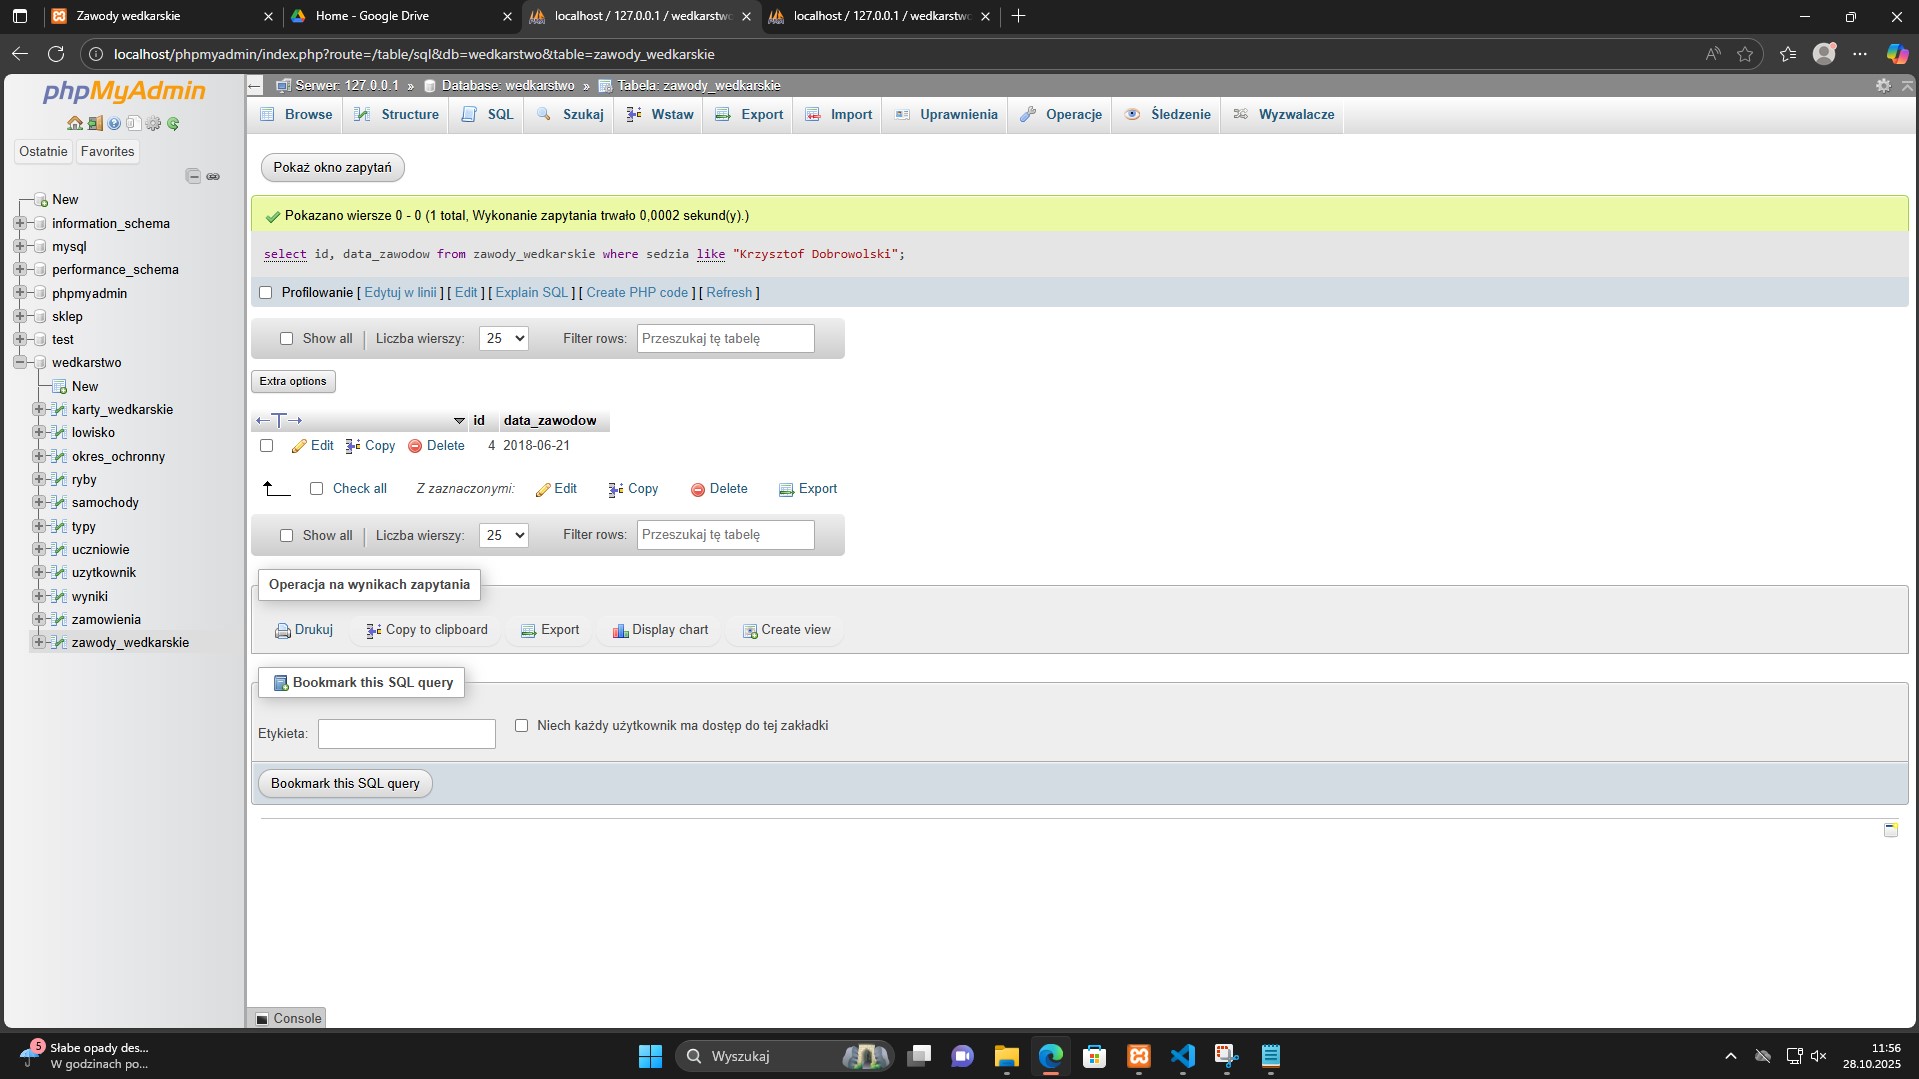 Zawody wedkarskie
Home - Google Drive
localhost / 127.0.0.1 / wedkarstwo
localhost / 127.0.0.1 / wedkarstwo
localhost/phpmyadmin/index.php?route=/table/sql&db=wedkarstwo&table=zawody_wedkarskie
phpMyAdmin
Ostatnie Favorites
New
information_schema
mysql
performance_schema
phpmyadmin
sklep
test
wedkarstwo
New
karty_wedkarskie
lowisko
okres_ochronny
ryby
samochody
typy
uczniowie
uzytkownik
wyniki
zamowienia
zawody_wedkarskie
Serwer: 127.0.0.1 » Database: wedkarstwo » Tabela: zawody_wedkarskie
Browse Structure SQL Szukaj Wstaw Export Import Uprawnienia Operacje Śledzenie Wyzwalacze
Pokaż okno zapytań
Pokazano wiersze 0 - 0 (1 total, Wykonanie zapytania trwało 0,0002 sekund(y).)
select id, data_zawodow from zawody_wedkarskie where sedzia like "Krzysztof Dobrowolski";
Profilowanie [ Edytuj w linii ] [ Edit ] [ Explain SQL ] [ Create PHP code ] [ Refresh ]
Show all Liczba wierszy: 25 Filter rows: Przeszukaj tę tabelę
Extra options
←T→ id data_zawodow
Edit Copy Delete 4 2018-06-21
Check all Z zaznaczonymi: Edit Copy Delete Export
Show all Liczba wierszy: 25 Filter rows: Przeszukaj tę tabelę
Operacja na wynikach zapytania
Drukuj Copy to clipboard Export Display chart Create view
Bookmark this SQL query
Etykieta: Niech każdy użytkownik ma dostęp do tej zakładki
Bookmark this SQL query
Console
5
Słabe opady des...
W godzinach po...
Wyszukaj
11:56
28.10.2025